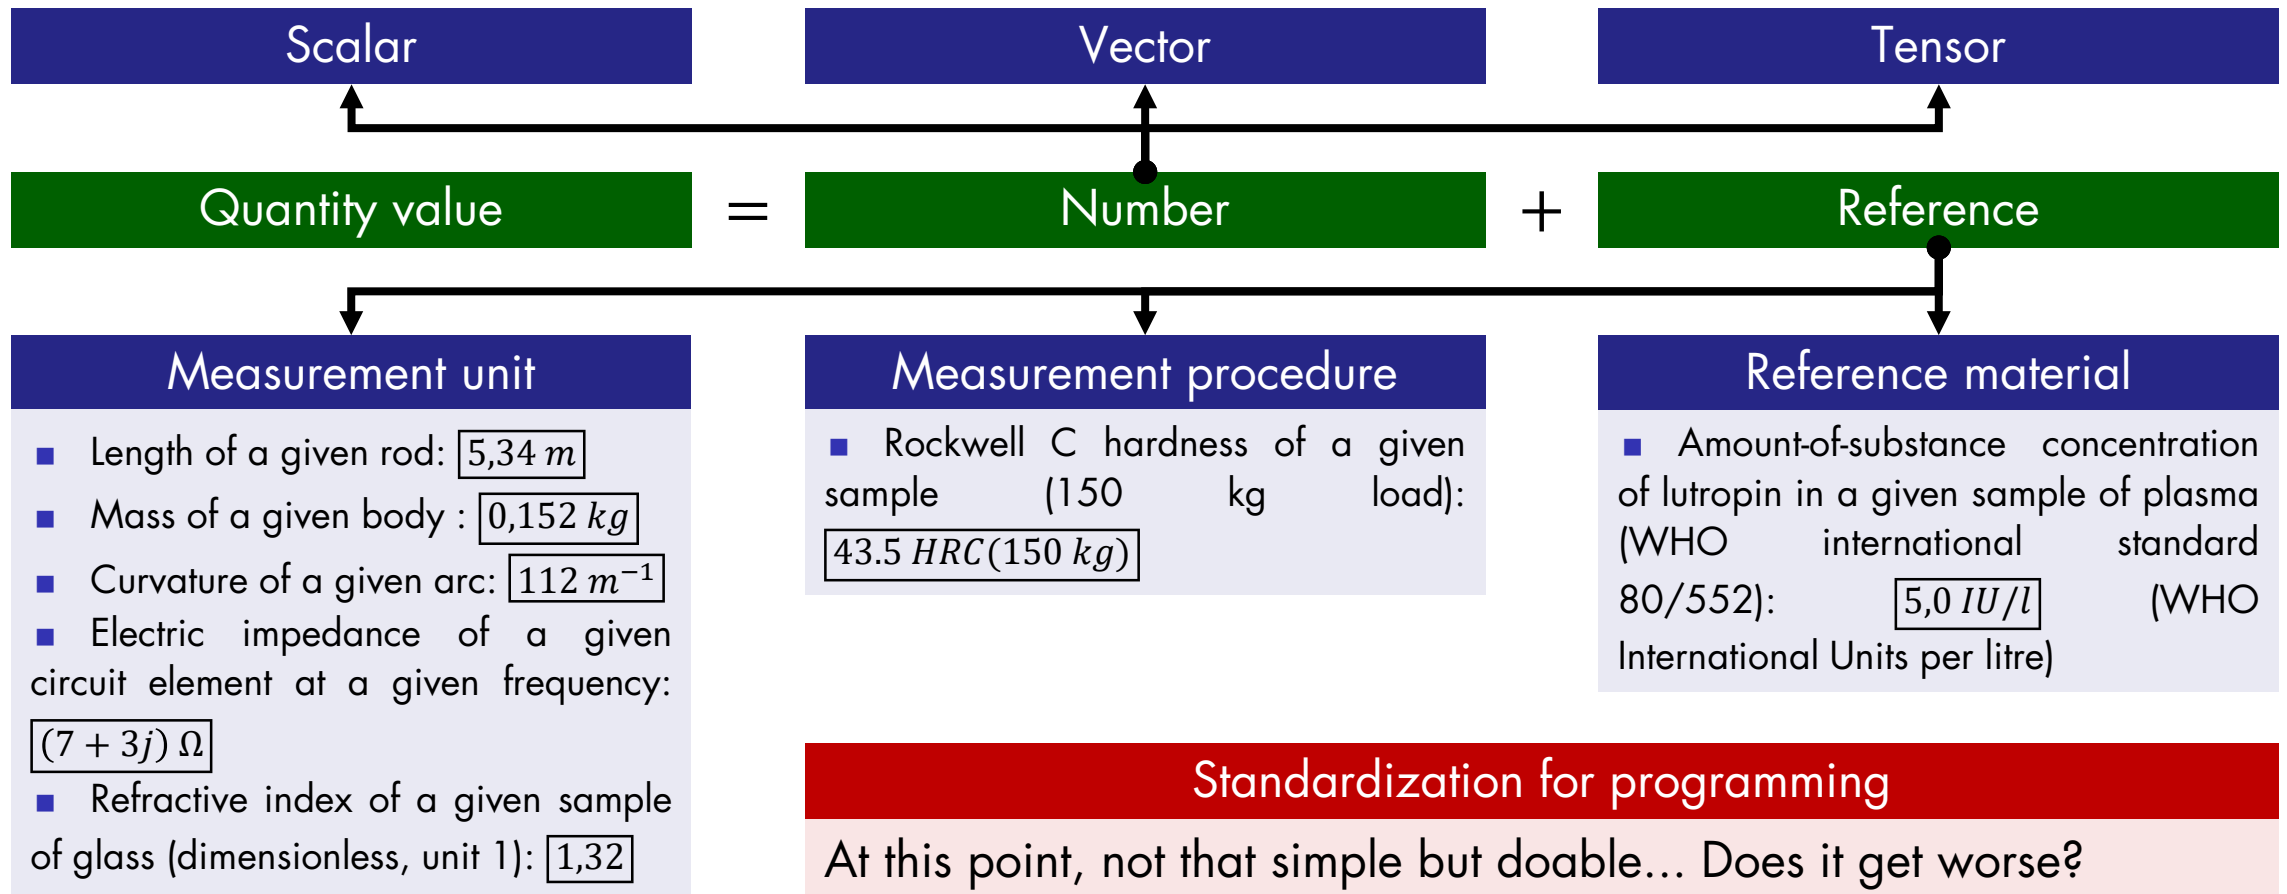 Scalar
Vector
Tensor
Quantity value
=
Number
+
Reference
Measurement unit
■ Length of a given rod: 5,34 m
■ Mass of a given body : 0,152 kg
■ Curvature of a given arc: 112 m⁻¹
■ Electric impedance of a given
circuit element at a given frequency:
(7 + 3j) Ω
■ Refractive index of a given sample
of glass (dimensionless, unit 1): 1,32
Measurement procedure
■ Rockwell C hardness of a given
sample (150 kg load):
43.5 HRC(150 kg)
Reference material
■ Amount-of-substance concentration
of lutropin in a given sample of plasma
(WHO international standard
80/552): 5,0 IU/l (WHO
International Units per litre)
Standardization for programming
At this point, not that simple but doable... Does it get worse?